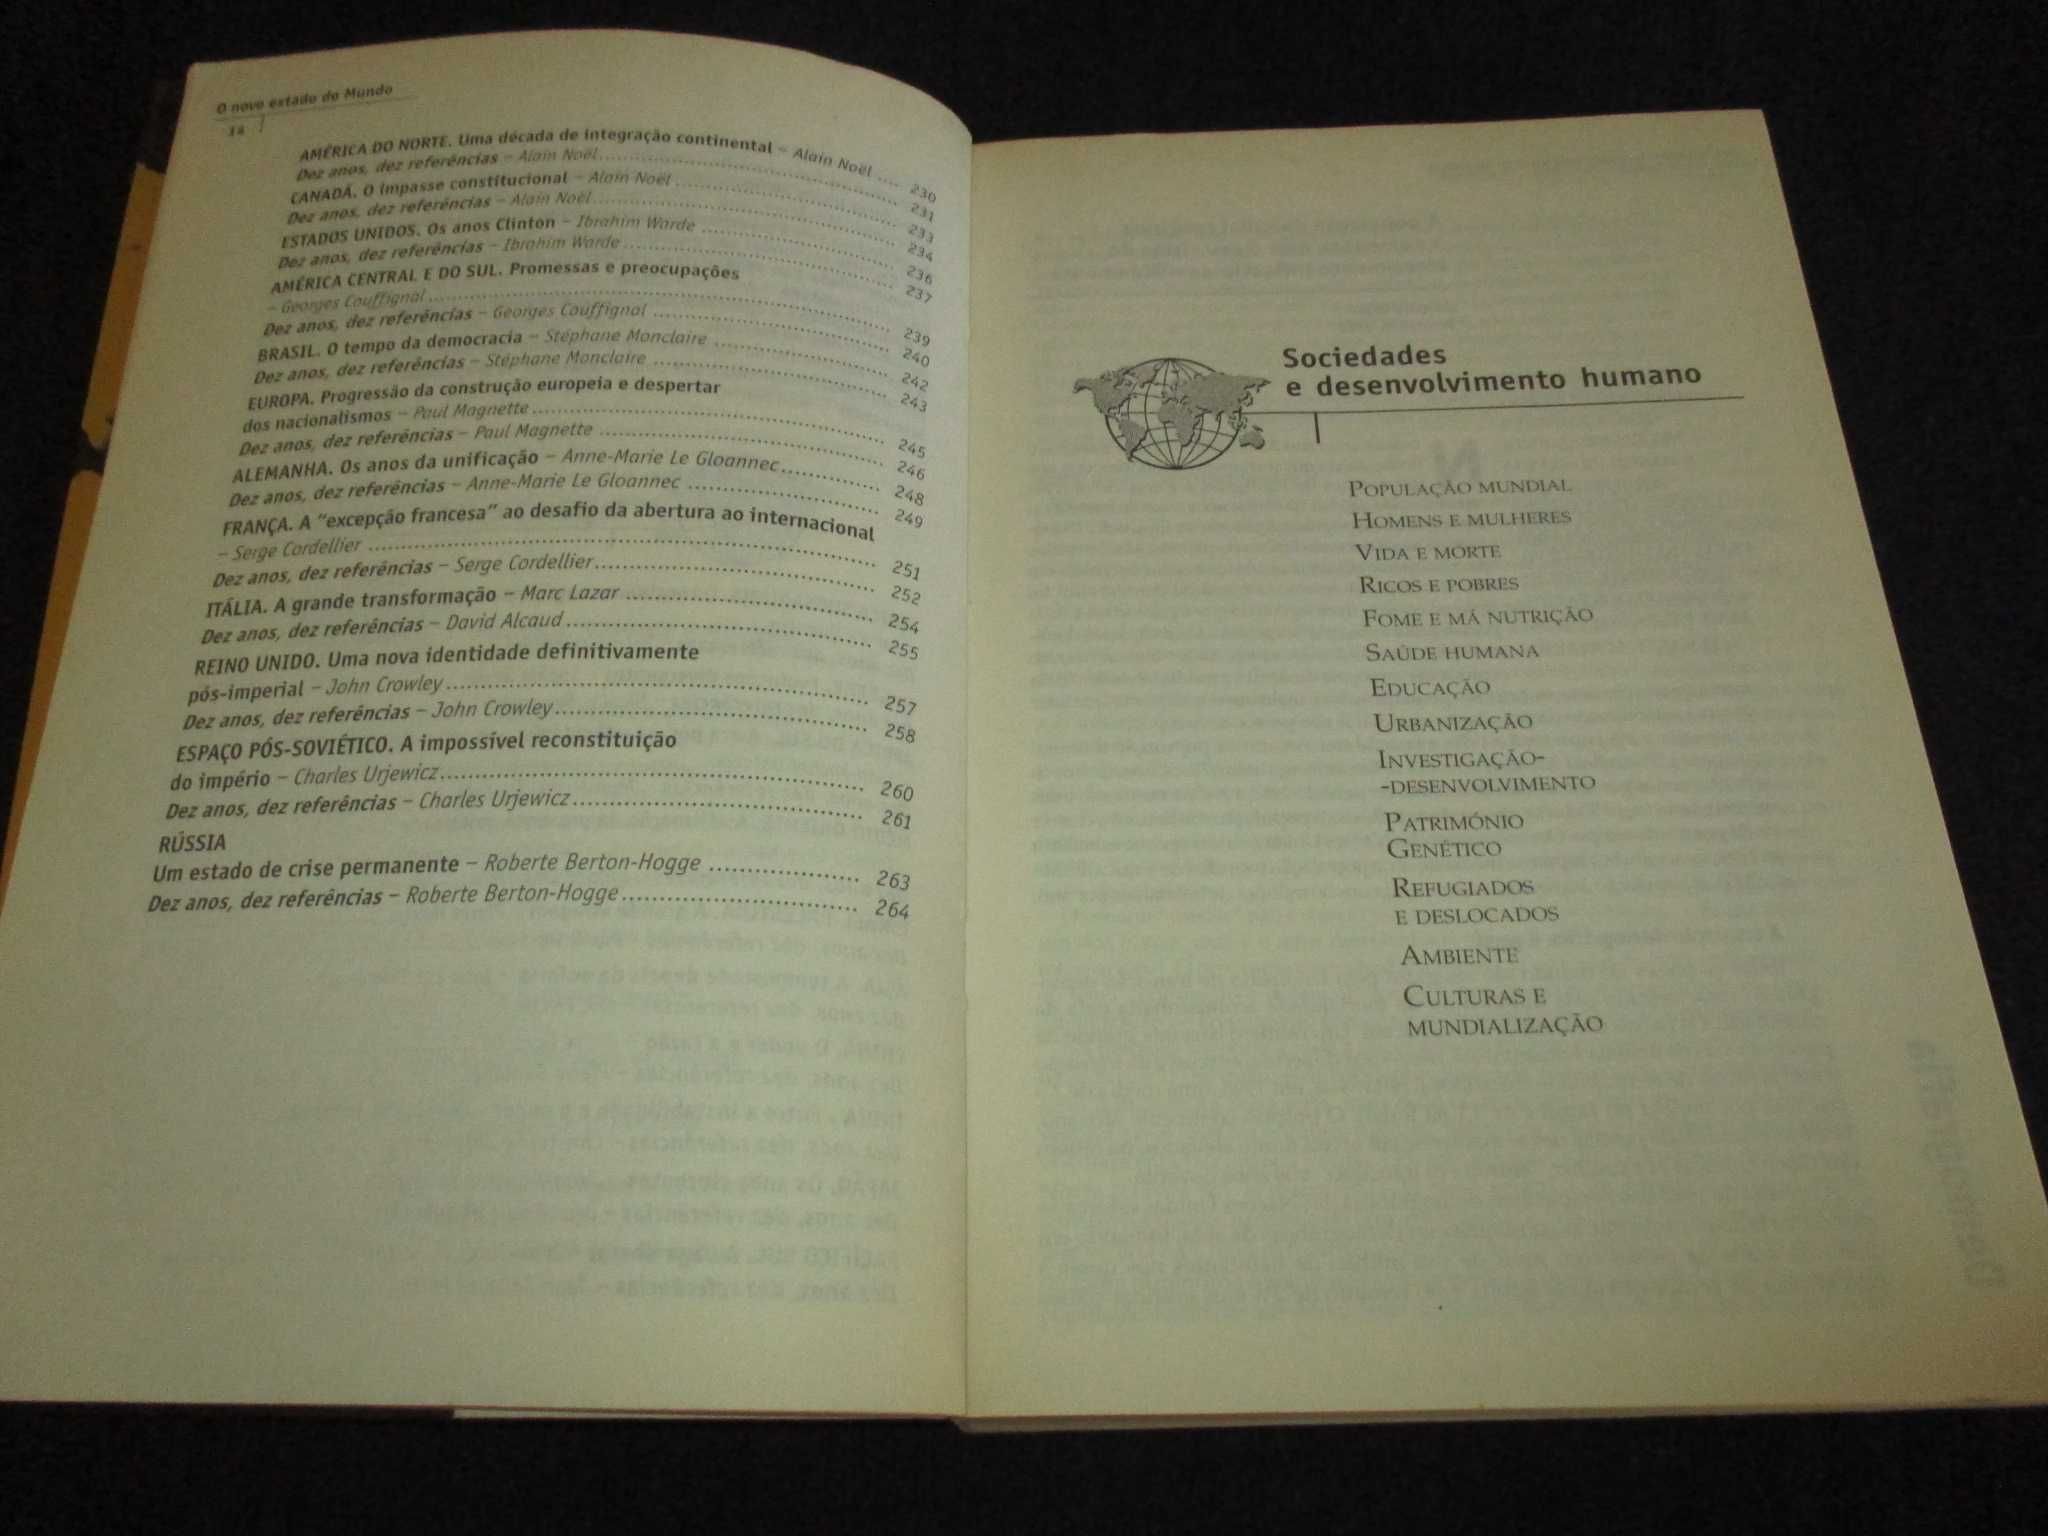 O novo estado do Mundo
18
AMÉRICA DO NORTE. Uma década de integração continental – Alain Noël .... 230
Dez anos, dez referências – Alain Noël.......... 231
CANADÁ. O impasse constitucional – Alain Noël .......... 233
Dez anos, dez referências – Alain Noël.......... 234
ESTADOS UNIDOS. Os anos Clinton – Ibrahim Warde .......... 236
Dez anos, dez referências – Ibrahim Warde .......... 237
AMÉRICA CENTRAL E DO SUL. Promessas e preocupações
– Georges Couffignal .......... 239
Dez anos, dez referências – Georges Couffignal .......... 240
BRASIL. O tempo da democracia – Stéphane Monclaire .......... 242
Dez anos, dez referências – Stéphane Monclaire .......... 243
EUROPA. Progressão da construção europeia e despertar
dos nacionalismos – Paul Magnette .......... 245
Dez anos, dez referências – Paul Magnette .......... 246
ALEMANHA. Os anos da unificação – Anne-Marie Le Gloannec.......... 248
Dez anos, dez referências – Anne-Marie Le Gloannec .......... 249
FRANÇA. A “excepção francesa” ao desafio da abertura ao internacional
– Serge Cordellier .......... 251
Dez anos, dez referências – Serge Cordellier.......... 252
ITÁLIA. A grande transformação – Marc Lazar .......... 254
Dez anos, dez referências – David Alcaud .......... 255
REINO UNIDO. Uma nova identidade definitivamente
pós-imperial – John Crowley .......... 257
Dez anos, dez referências – John Crowley.......... 258
ESPAÇO PÓS-SOVIÉTICO. A impossível reconstituição
do império – Charles Urjewicz.......... 260
Dez anos, dez referências – Charles Urjewicz.......... 261
RÚSSIA
Um estado de crise permanente – Roberte Berton-Hogge .......... 263
Dez anos, dez referências – Roberte Berton-Hogge.......... 264
Sociedades
e desenvolvimento humano
POPULAÇÃO MUNDIAL
HOMENS E MULHERES
VIDA E MORTE
RICOS E POBRES
FOME E MÁ NUTRIÇÃO
SAÚDE HUMANA
EDUCAÇÃO
URBANIZAÇÃO
INVESTIGAÇÃO-
-DESENVOLVIMENTO
PATRIMÓNIO
GENÉTICO
REFUGIADOS
E DESLOCADOS
AMBIENTE
CULTURAS E
MUNDIALIZAÇÃO